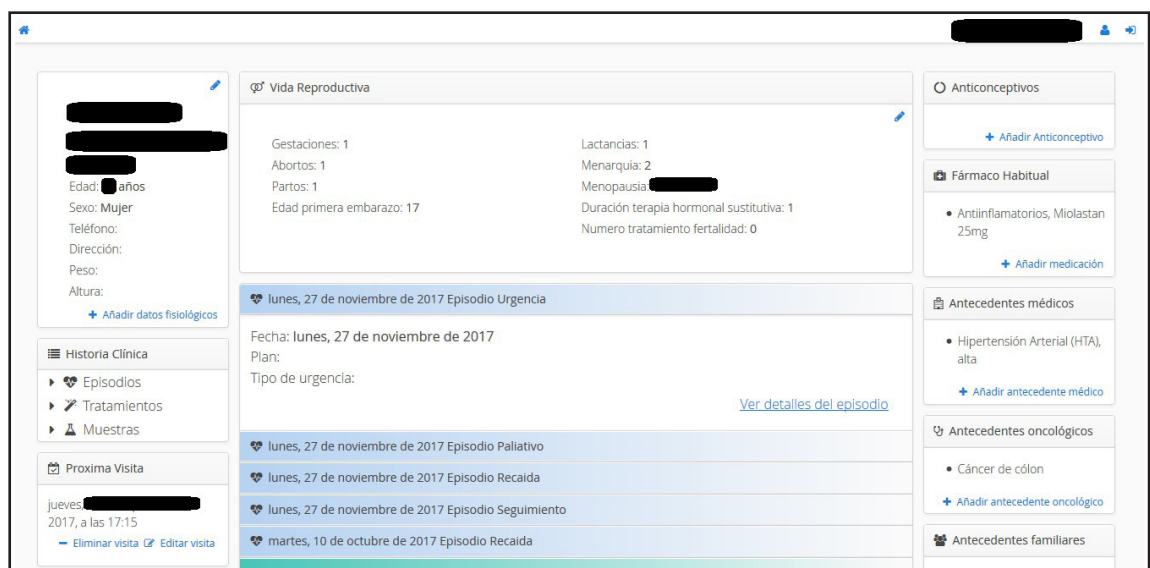 Edad: años
Sexo: Mujer
Teléfono:
Dirección:
Peso:
Altura:
Añadir datos fisiológicos
Historia Clínica
Episodios
Tratamientos
Muestras
Proxima Visita
jueves,
2017, a las 17:15
Eliminar visita Editar visita
Vida Reproductiva
Gestaciones: 1
Abortos: 1
Partos: 1
Edad primera embarazo: 17
Lactancias: 1
Menarquia: 2
Menopausia:
Duración terapia hormonal sustitutiva: 1
Numero tratamiento fertalidad: 0
lunes, 27 de noviembre de 2017 Episodio Urgencia
Fecha: lunes, 27 de noviembre de 2017
Plan:
Tipo de urgencia:
Ver detalles del episodio
lunes, 27 de noviembre de 2017 Episodio Paliativo
lunes, 27 de noviembre de 2017 Episodio Recaida
lunes, 27 de noviembre de 2017 Episodio Seguimiento
martes, 10 de octubre de 2017 Episodio Recaida
Anticonceptivos
Añadir Anticonceptivo
Fármaco Habitual
Antiinflamatorios, Miolastan
25mg
Añadir medicación
Antecedentes médicos
Hipertensión Arterial (HTA),
alta
Añadir antecedente médico
Antecedentes oncológicos
Cáncer de cólon
Añadir antecedente oncológico
Antecedentes familiares